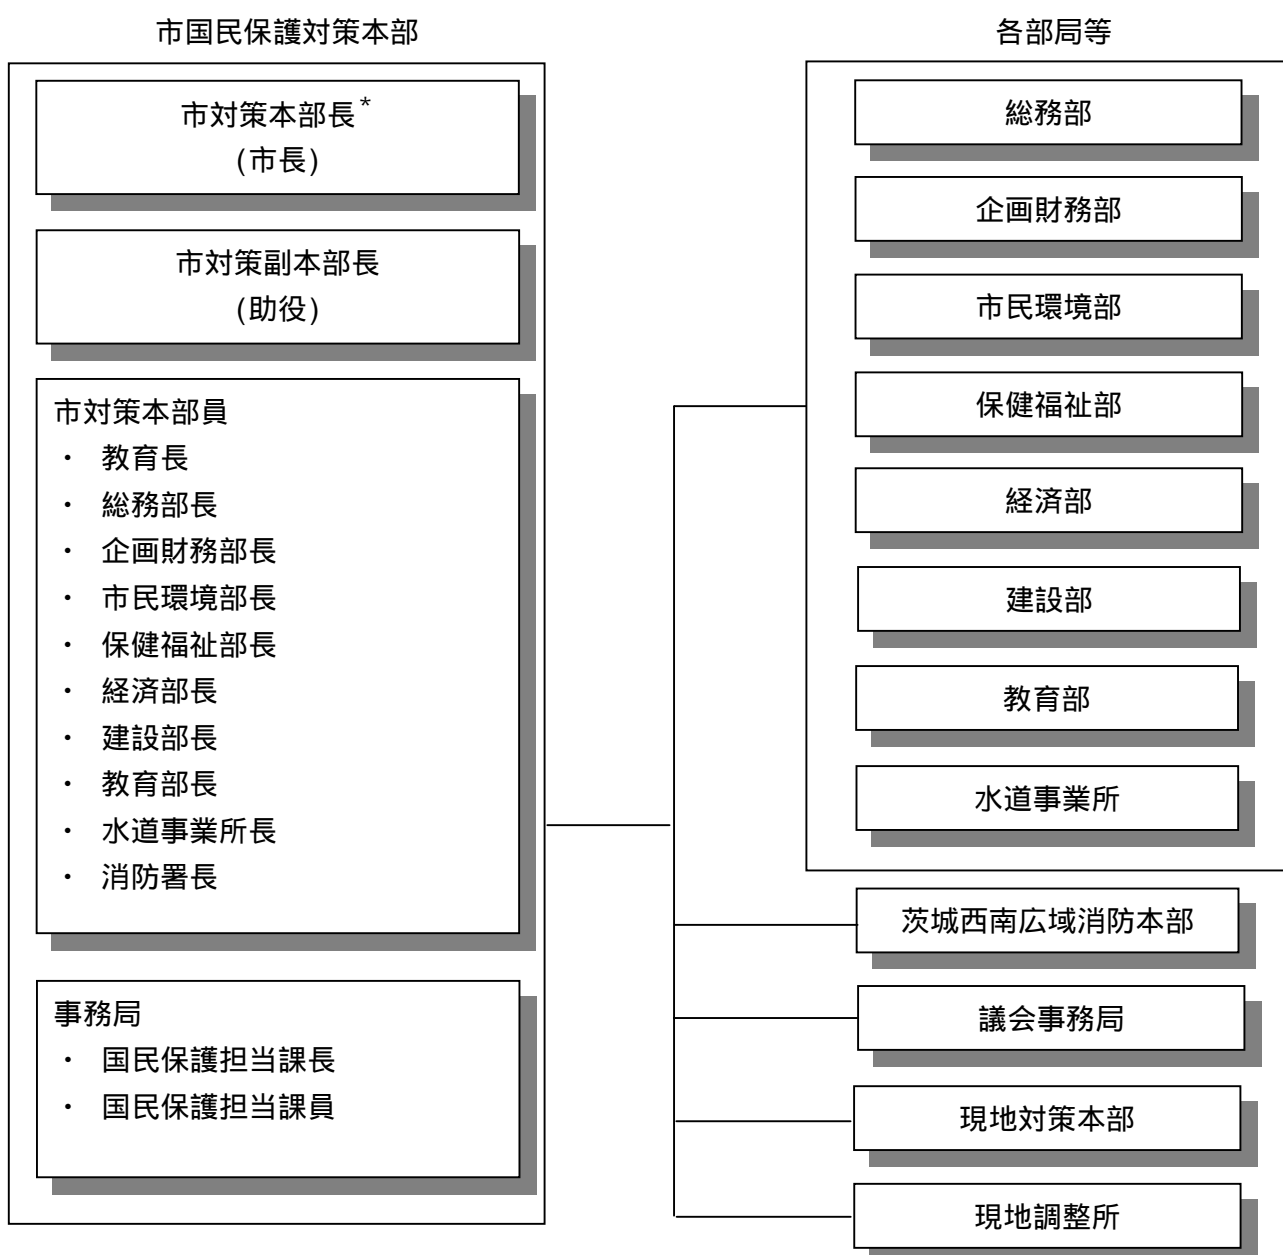 市国民保護対策本部
市対策本部長*
(市長)
市対策副本部長
(助役)
市対策本部員
・ 教育長
・ 総務部長
・ 企画財務部長
・ 市民環境部長
・ 保健福祉部長
・ 経済部長
・ 建設部長
・ 教育部長
・ 水道事業所長
・ 消防署長
事務局
・ 国民保護担当課長
・ 国民保護担当課員
各部局等
総務部
企画財務部
市民環境部
保健福祉部
経済部
建設部
教育部
水道事業所
茨城西南広域消防本部
議会事務局
現地対策本部
現地調整所